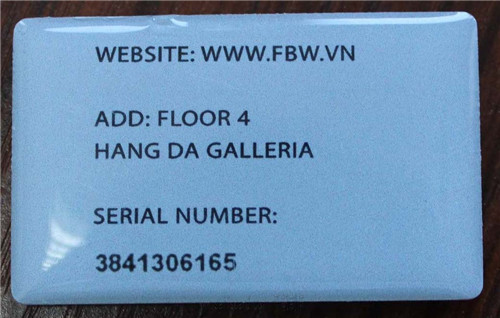 WEBSITE: WWW.FBW.VN
ADD: FLOOR 4
HANG DA GALLERIA
SERIAL NUMBER:
3841306165